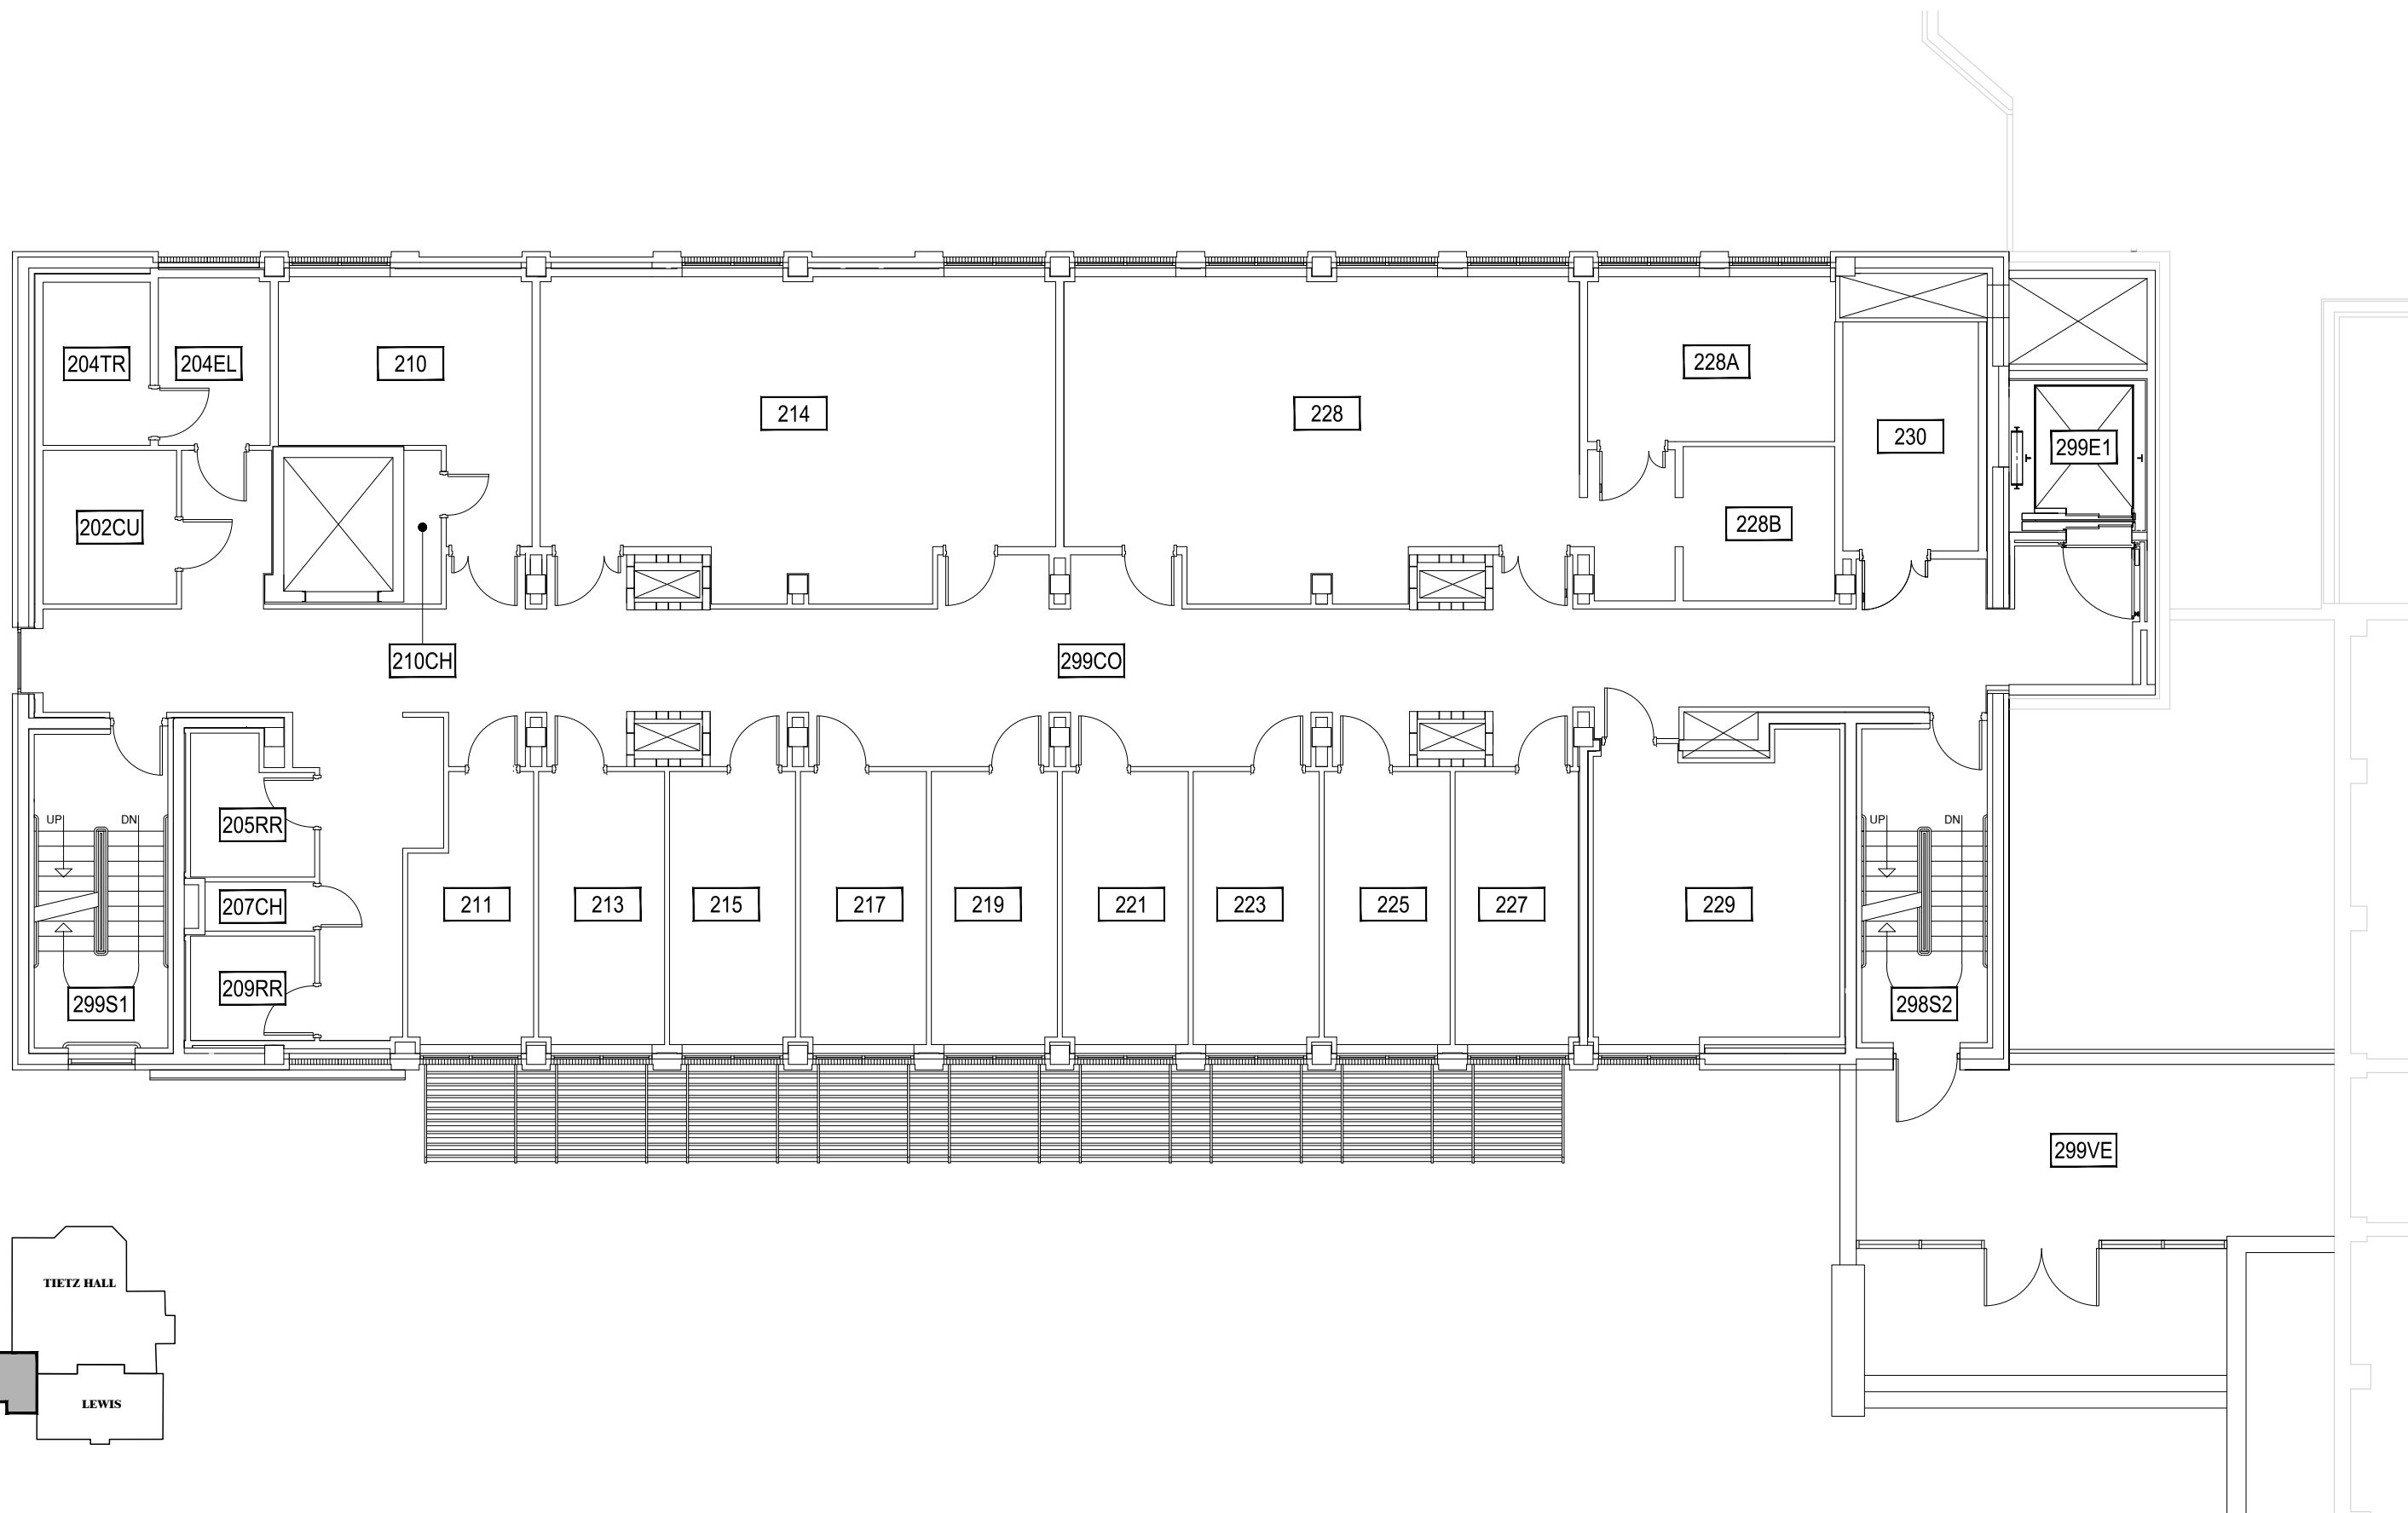 204TR
204EL
210
228A
214
228
230
299E1
202CU
228B
210CH
299CO
UP
DN
205RR
UP
DN
207CH
211
213
215
217
219
221
223
225
227
229
209RR
299S1
298S2
299VE
TIETZ HALL
LEWIS